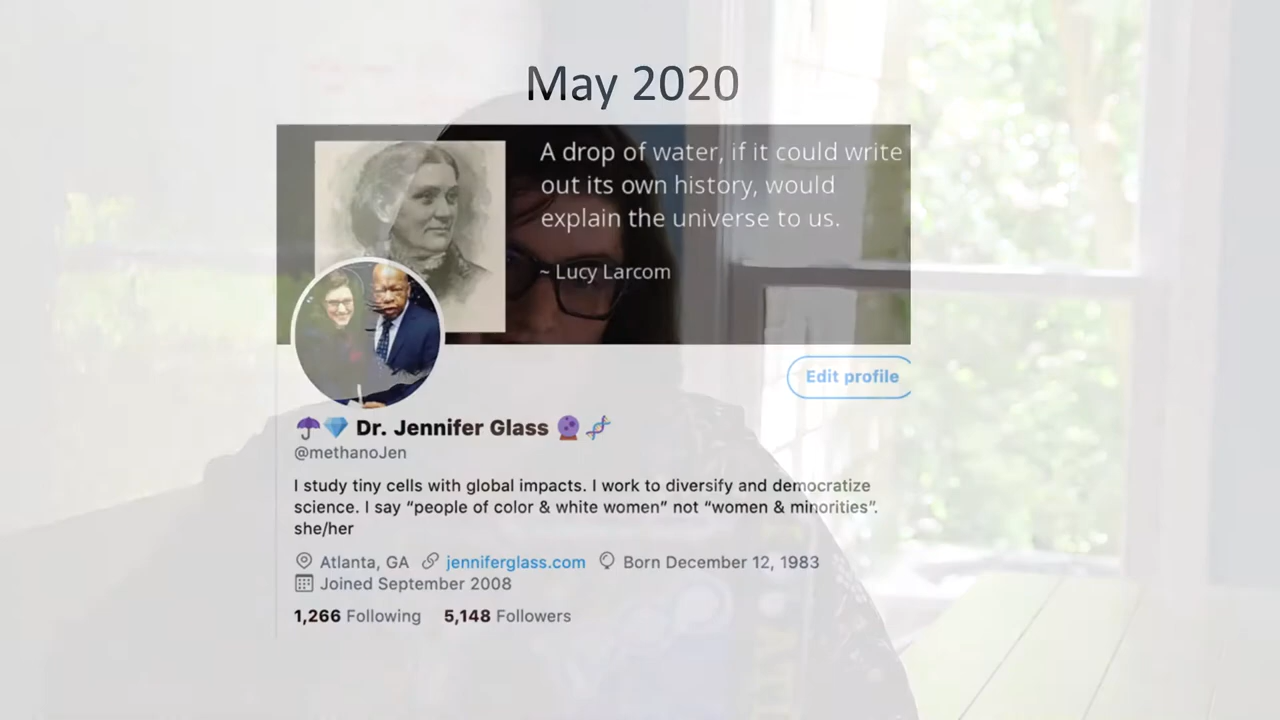 May 2020
A drop of water, if it could write
out its own history, would
explain the universe to us.
~ Lucy Larcom
Edit profile
Dr. Jennifer Glass
@methanoJen
I study tiny cells with global impacts. I work to diversify and democratize
science. I say “people of color & white women” not “women & minorities”.
she/her
Atlanta, GA jenniferglass.com Born December 12, 1983
Joined September 2008
1,266 Following 5,148 Followers